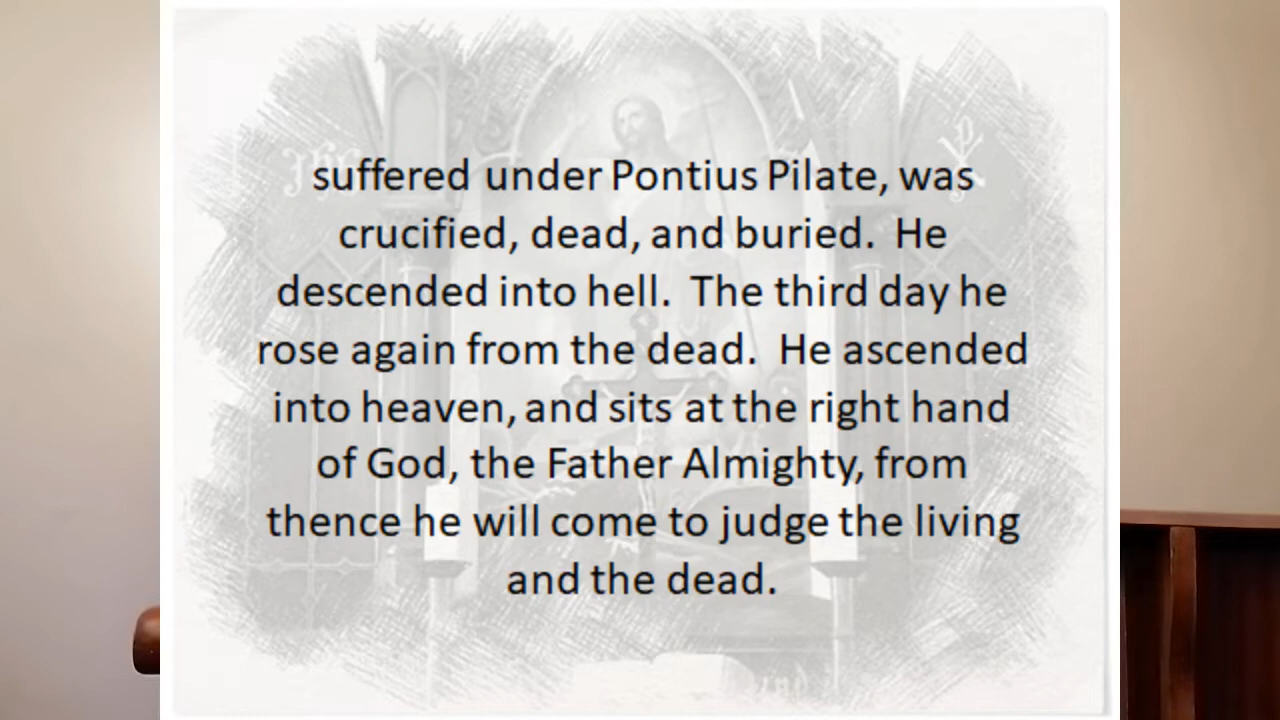 suffered under Pontius Pilate, was
crucified, dead, and buried.  He
descended into hell.  The third day he
rose again from the dead.  He ascended
into heaven, and sits at the right hand
of God, the Father Almighty, from
thence he will come to judge the living
and the dead.